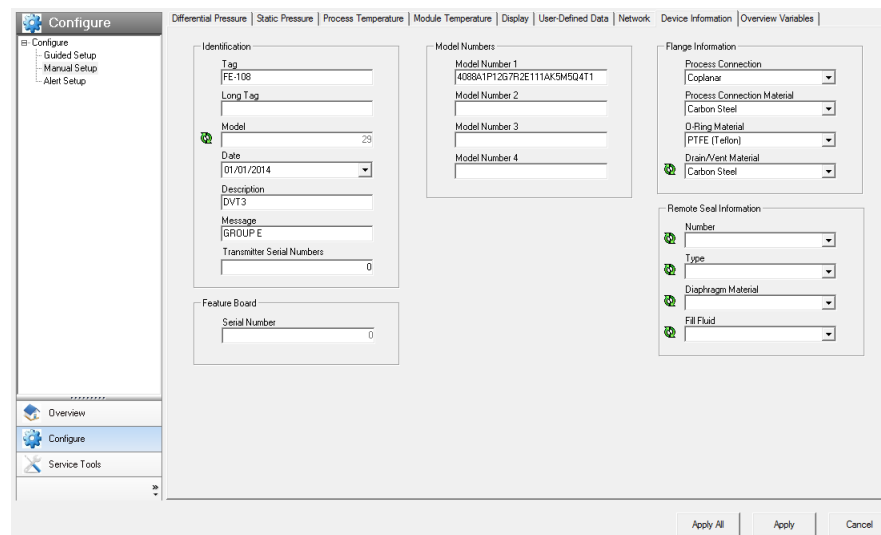 Configure
Configure
Guided Setup
Manual Setup
Alert Setup
Overview
Configure
Service Tools
»
Differential Pressure | Static Pressure | Process Temperature | Module Temperature | Display | User-Defined Data | Network | Device Information | Overview Variables
Identification
Tag
FE-108
Long Tag
Model
29
Date
01/01/2014
Description
DVT3
Message
GROUP E
Transmitter Serial Numbers
0
Feature Board
Serial Number
0
Model Numbers
Model Number 1
4088A1P12G7R2E111AK5M5Q4T1
Model Number 2
Model Number 3
Model Number 4
Flange Information
Process Connection
Coplanar
Process Connection Material
Carbon Steel
O-Ring Material
PTFE (Teflon)
Drain/Vent Material
Carbon Steel
Remote Seal Information
Number
Type
Diaphragm Material
Fill Fluid
Apply All
Apply
Cancel